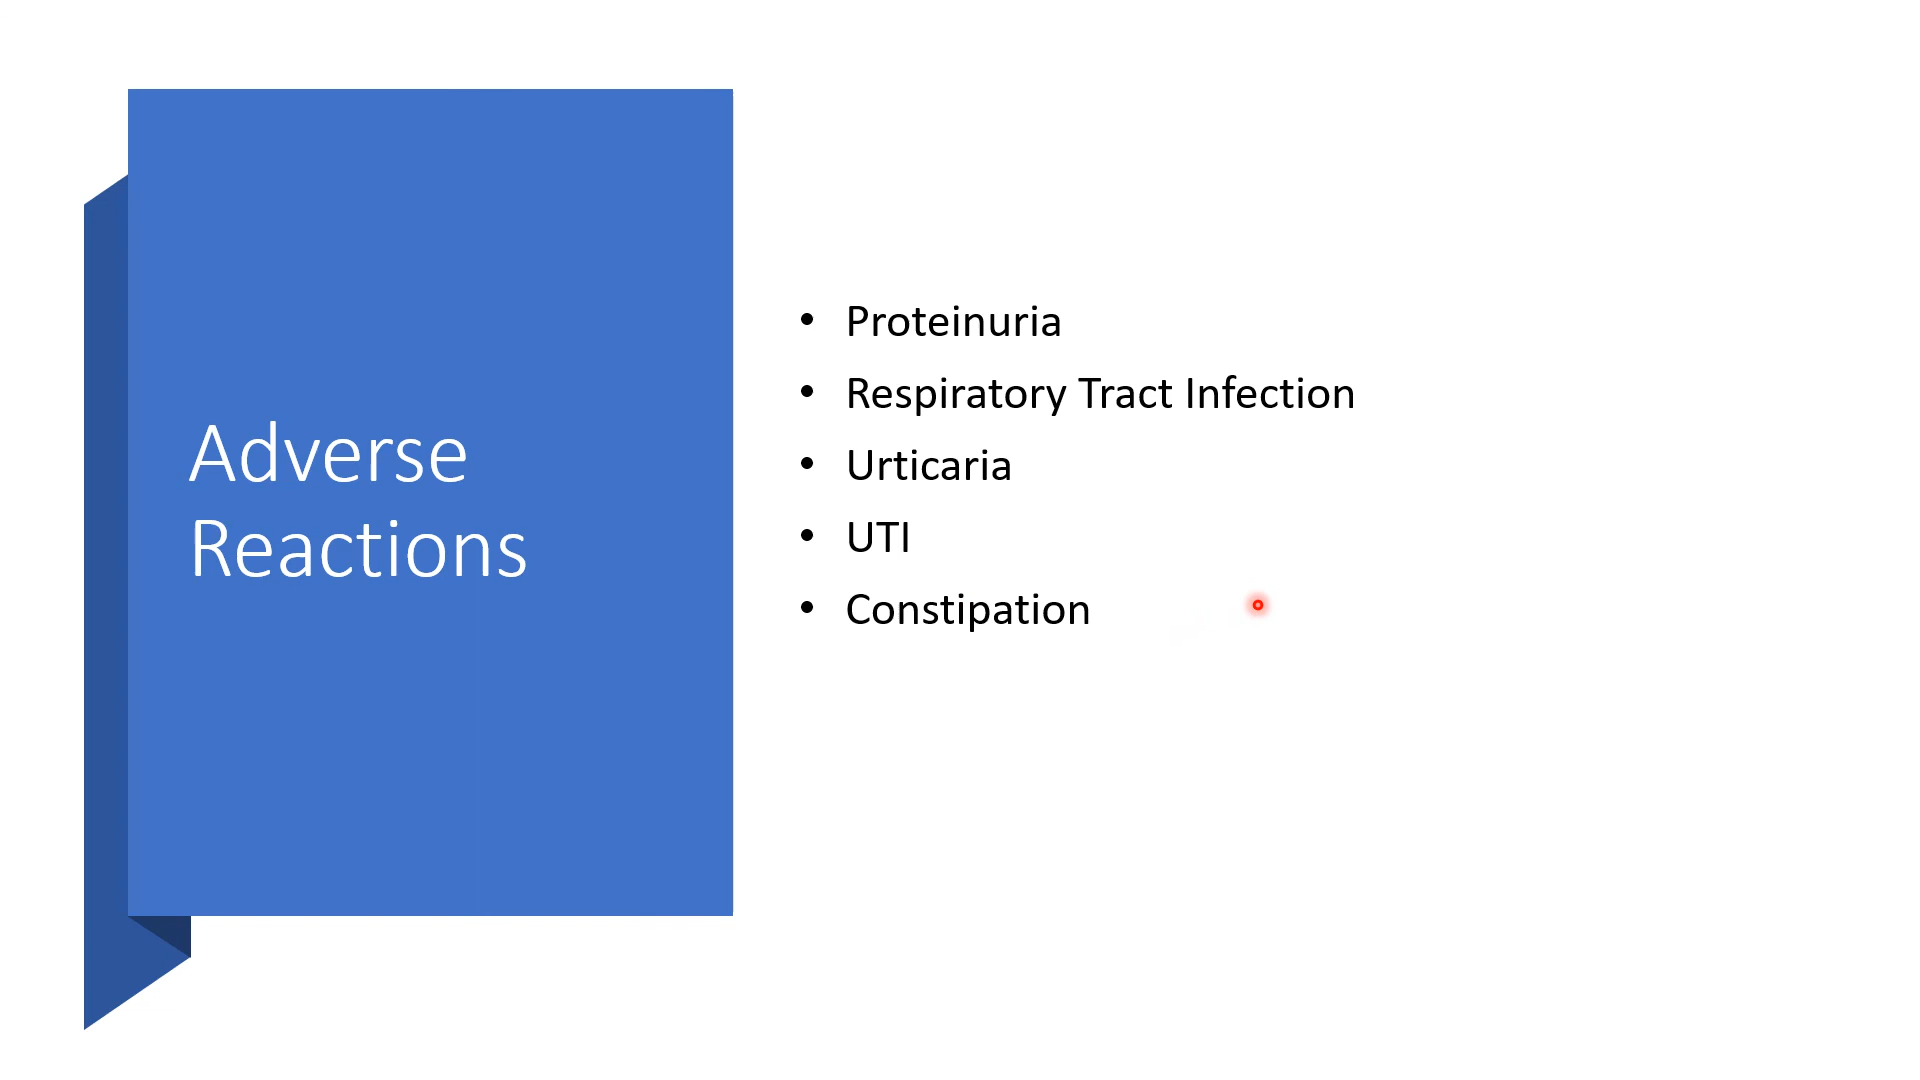 Adverse
Reactions
• Proteinuria
• Respiratory Tract Infection
• Urticaria
• UTI
• Constipation